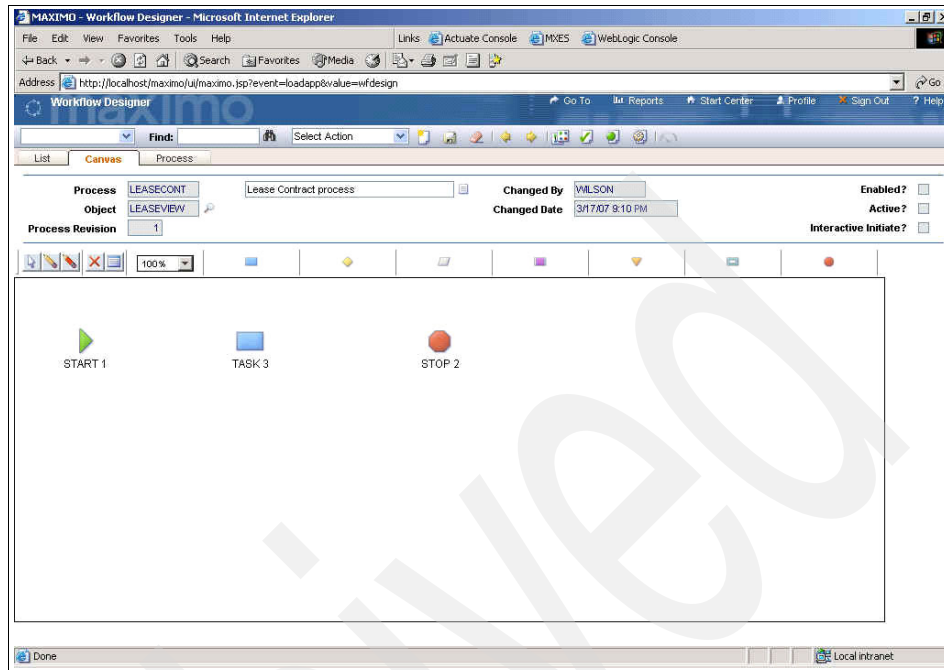 MAXIMO - Workflow Designer - Microsoft Internet Explorer
File Edit View Favorites Tools Help Links Actuate Console MXES WebLogic Console
Back Search Favorites Media
Address http://localhost/maximo/ui/maximo.jsp?event=loadapp&value=wfdesign Go
Workflow Designer maximo Go To Reports Start Center Profile Sign Out Help
Find: Select Action
List Canvas Process
Process LEASECONT Lease Contract process Changed By WILSON Enabled?
Object LEASEVIEW Changed Date 3/17/07 9:10 PM Active?
Process Revision 1 Interactive Initiate?
100%
START 1 TASK 3 STOP 2
Done Local intranet